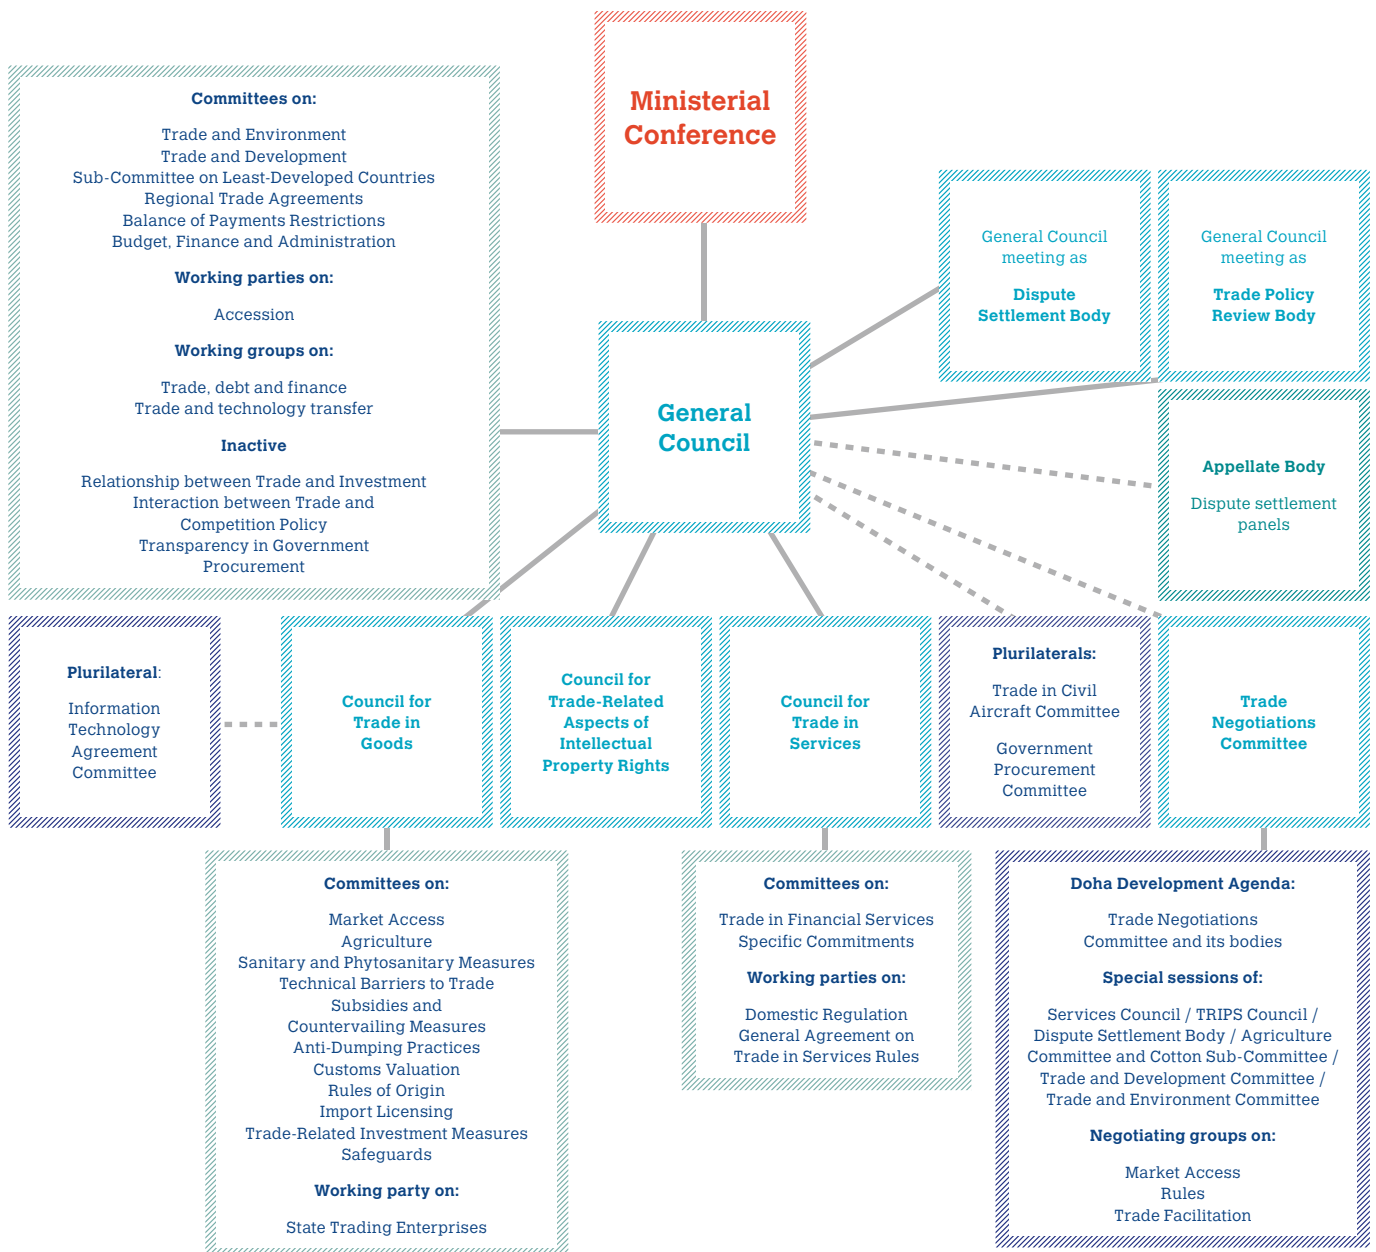 Ministerial
Conference
Committees on:
Trade and Environment
Trade and Development
Sub-Committee on Least-Developed Countries
Regional Trade Agreements
Balance of Payments Restrictions
Budget, Finance and Administration
Working parties on:
Accession
Working groups on:
Trade, debt and finance
Trade and technology transfer
Inactive
Relationship between Trade and Investment
Interaction between Trade and
Competition Policy
Transparency in Government
Procurement
General Council
meeting as
Dispute
Settlement Body
General Council
meeting as
Trade Policy
Review Body
General
Council
Appellate Body
Dispute settlement
panels
Plurilateral:
Information
Technology
Agreement
Committee
Council for
Trade in
Goods
Council for
Trade-Related
Aspects of
Intellectual
Property Rights
Council for
Trade in
Services
Plurilaterals:
Trade in Civil
Aircraft Committee
Government
Procurement
Committee
Trade
Negotiations
Committee
Committees on:
Market Access
Agriculture
Sanitary and Phytosanitary Measures
Technical Barriers to Trade
Subsidies and
Countervailing Measures
Anti-Dumping Practices
Customs Valuation
Rules of Origin
Import Licensing
Trade-Related Investment Measures
Safeguards
Working party on:
State Trading Enterprises
Committees on:
Trade in Financial Services
Specific Commitments
Working parties on:
Domestic Regulation
General Agreement on
Trade in Services Rules
Doha Development Agenda:
Trade Negotiations
Committee and its bodies
Special sessions of:
Services Council / TRIPS Council /
Dispute Settlement Body / Agriculture
Committee and Cotton Sub-Committee /
Trade and Development Committee /
Trade and Environment Committee
Negotiating groups on:
Market Access
Rules
Trade Facilitation